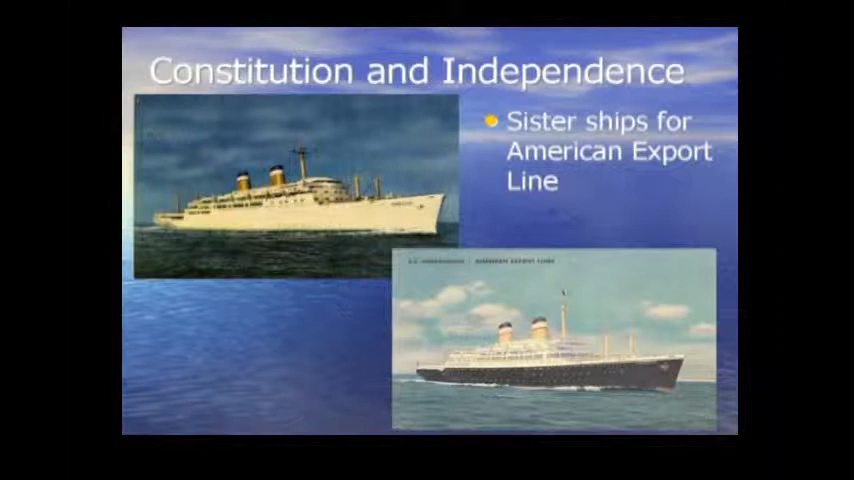 Constitution and Independence
Sister ships for
American Export
Line